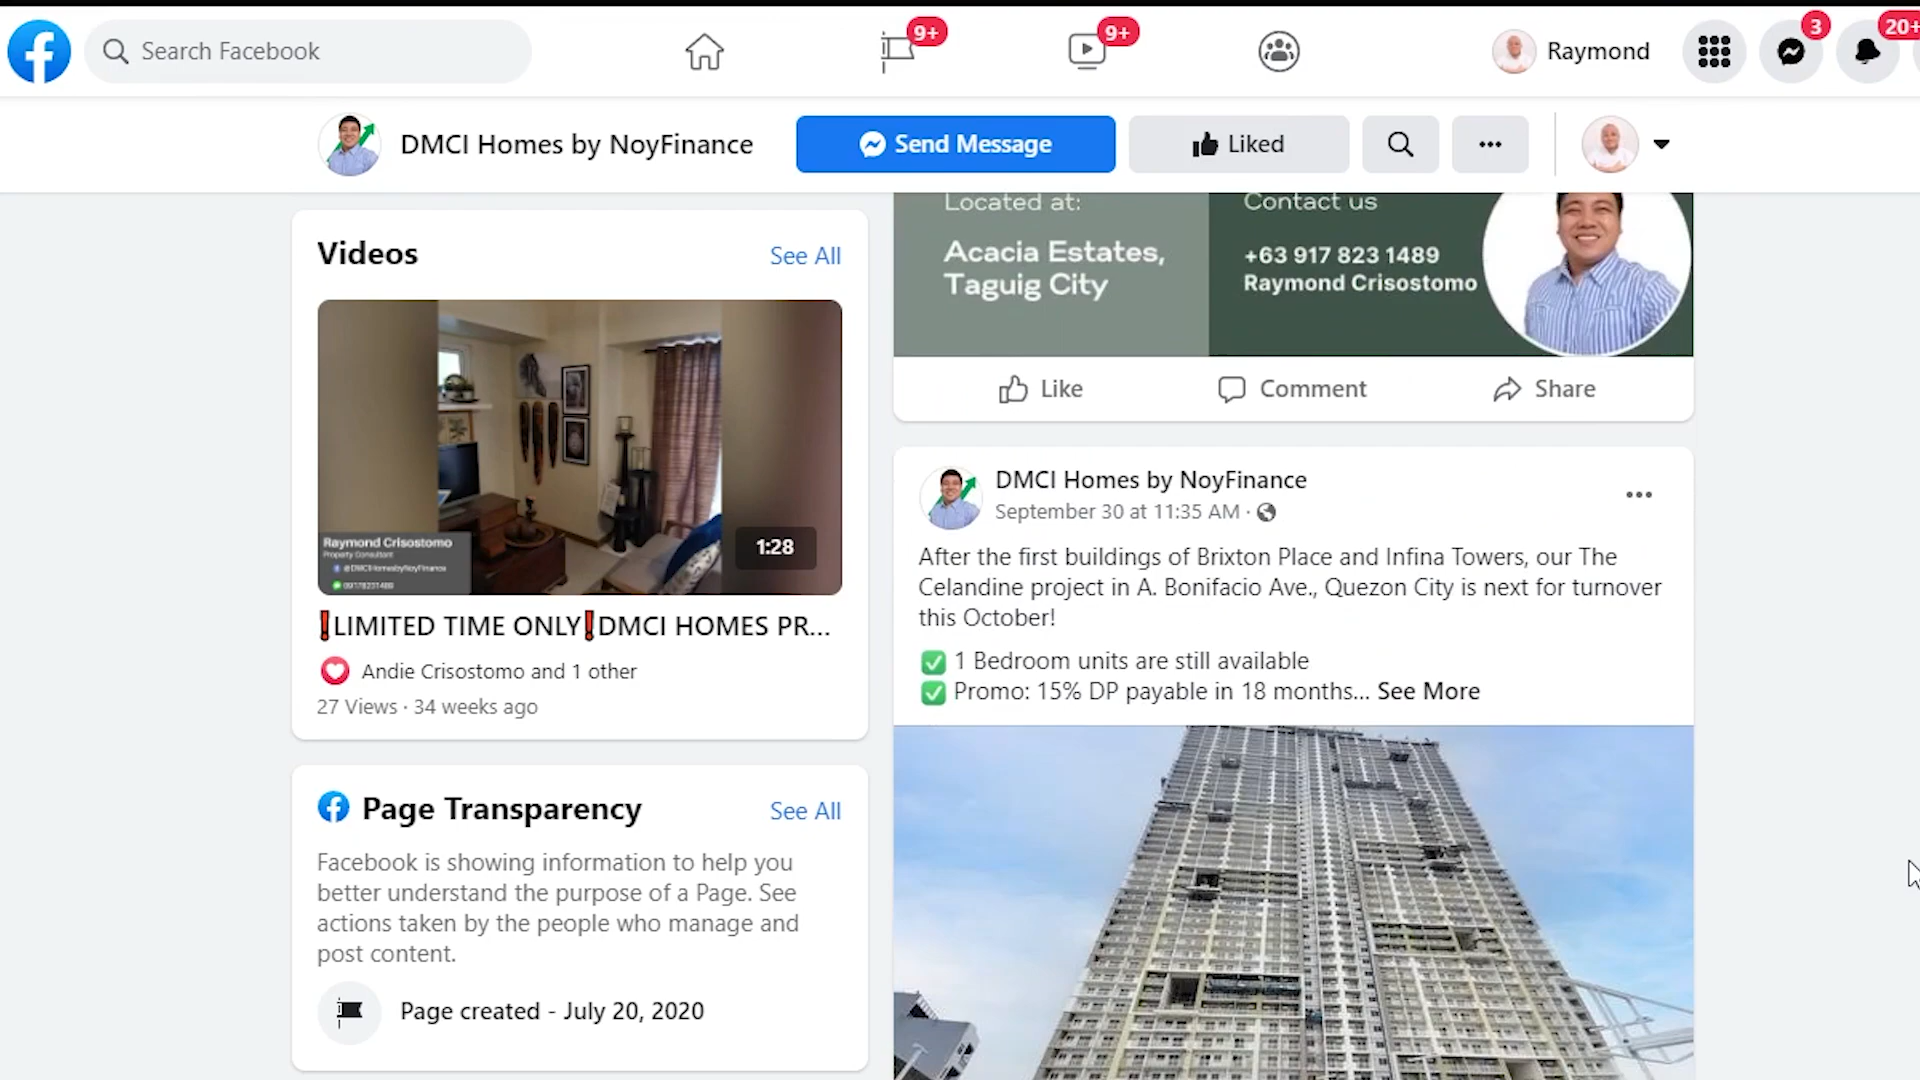 Search Facebook
9+
9+
Raymond
3
20+
DMCI Homes by NoyFinance
Send Message
Liked
Videos
See All
Raymond Crisostomo
Property Consultant
@DMCIHomesbyNoyFinance
09178231489
1:28
❗LIMITED TIME ONLY❗DMCI HOMES PR...
Andie Crisostomo and 1 other
27 Views · 34 weeks ago
Page Transparency
See All
Facebook is showing information to help you
better understand the purpose of a Page. See
actions taken by the people who manage and
post content.
Page created - July 20, 2020
Located at:
Acacia Estates,
Taguig City
Contact us
+63 917 823 1489
Raymond Crisostomo
Like
Comment
Share
DMCI Homes by NoyFinance
September 30 at 11:35 AM ·
After the first buildings of Brixton Place and Infina Towers, our The
Celandine project in A. Bonifacio Ave., Quezon City is next for turnover
this October!
✅ 1 Bedroom units are still available
✅ Promo: 15% DP payable in 18 months... See More